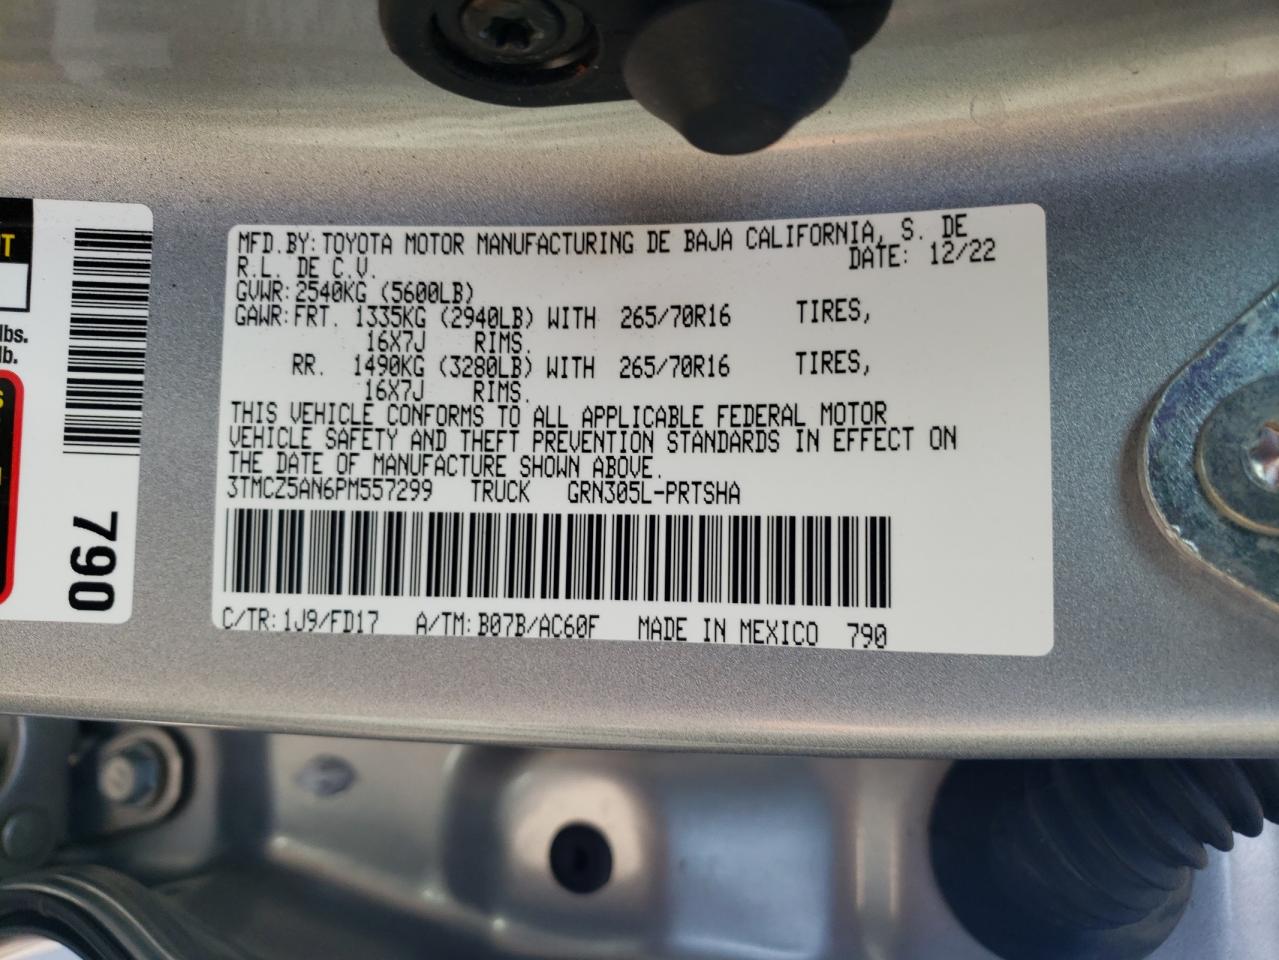 MFD. BY: TOYOTA MOTOR MANUFACTURING DE BAJA CALIFORNIA, S. DE
R.L. DE C.V. DATE: 12/22
GVWR: 2540KG (5600LB)
GAWR: FRT. 1335KG (2940LB) WITH 265/70R16 TIRES,
16X7J RIMS.
RR. 1490KG (3280LB) WITH 265/70R16 TIRES,
16X7J RIMS.
THIS VEHICLE CONFORMS TO ALL APPLICABLE FEDERAL MOTOR
VEHICLE SAFETY AND THEFT PREVENTION STANDARDS IN EFFECT ON
THE DATE OF MANUFACTURE SHOWN ABOVE.
3TMCZ5AN6PM557299 TRUCK GRN305L-PRTSHA
C/TR: 1J9/FD17 A/TM: B07B/AC60F MADE IN MEXICO 790
lbs.
lb.
790